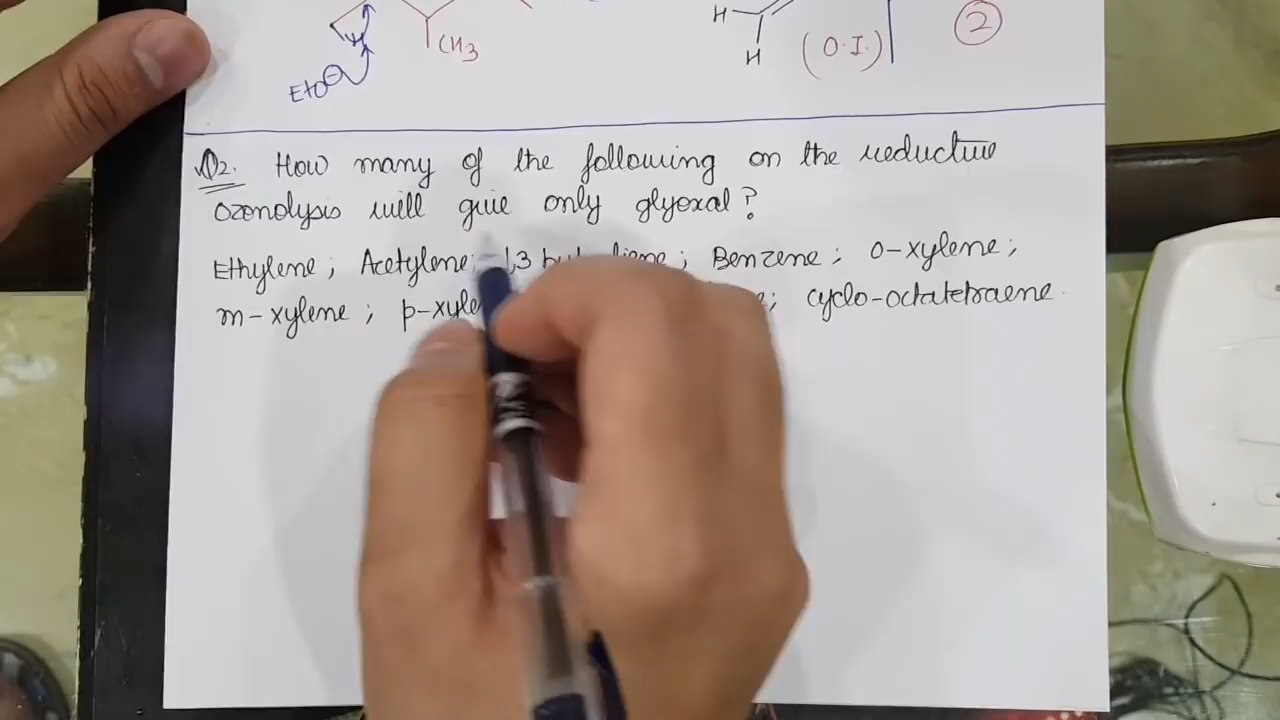 EtO⊖
CH3
H
H
(O.I.)
2
Q2. How many of the following on the reductive
ozonolysis will give only glyoxal?
Ethylene; Acetylene; 1,3 ; Benzene; o-xylene;
m-xylene; ; cyclo-octatetraene.